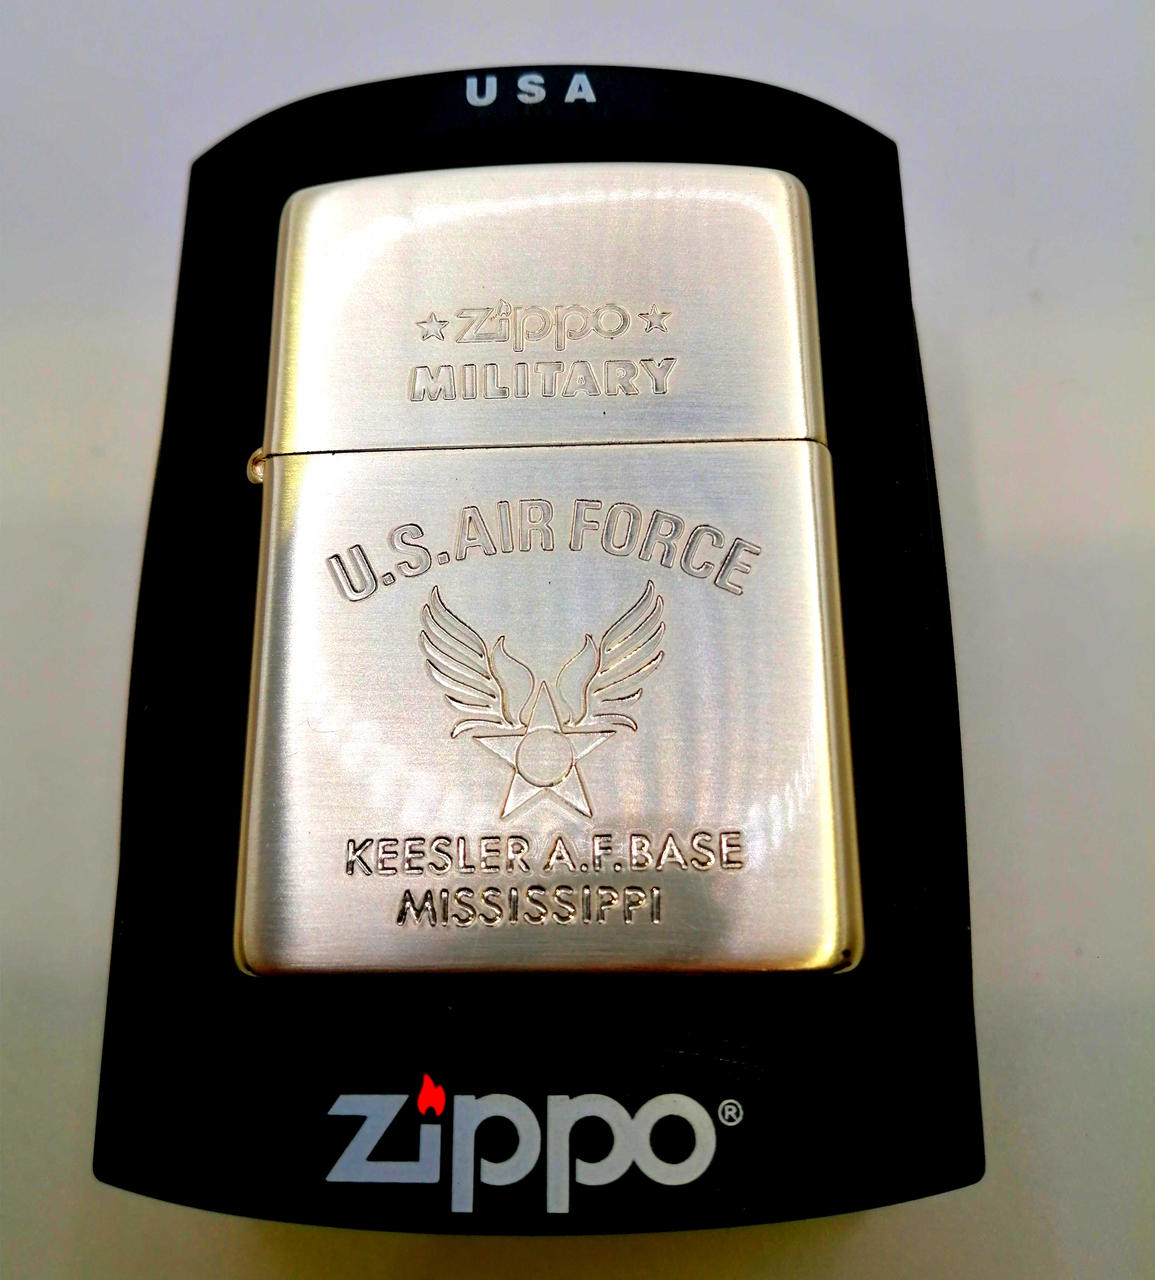 USA
Zippo
MILITARY
U.S. AIR FORCE
KEESLER A.F. BASE
MISSISSIPPI
Zippo®